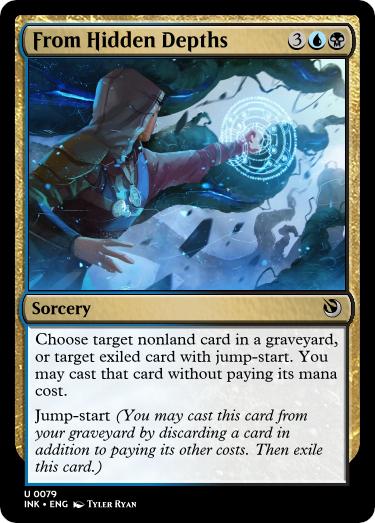 From Hidden Depths 3
Sorcery
Choose target nonland card in a graveyard,
or target exiled card with jump-start. You
may cast that card without paying its mana
cost.
Jump-start (You may cast this card from
your graveyard by discarding a card in
addition to paying its other costs. Then exile
this card.)
U 0079
INK • ENG Tyler Ryan